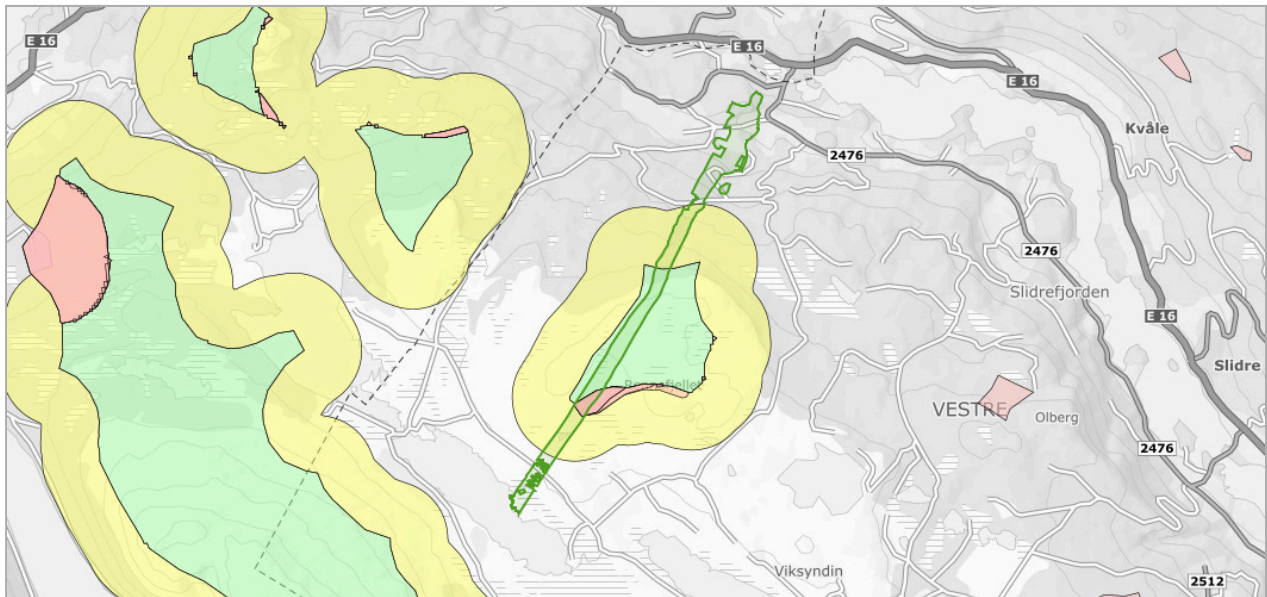 E 16
E 16
E 16
Kvåle
2476
2476
Slidrefjorden
E 16
Slidre
VESTRE
Olberg
2476
Viksyndin
2512